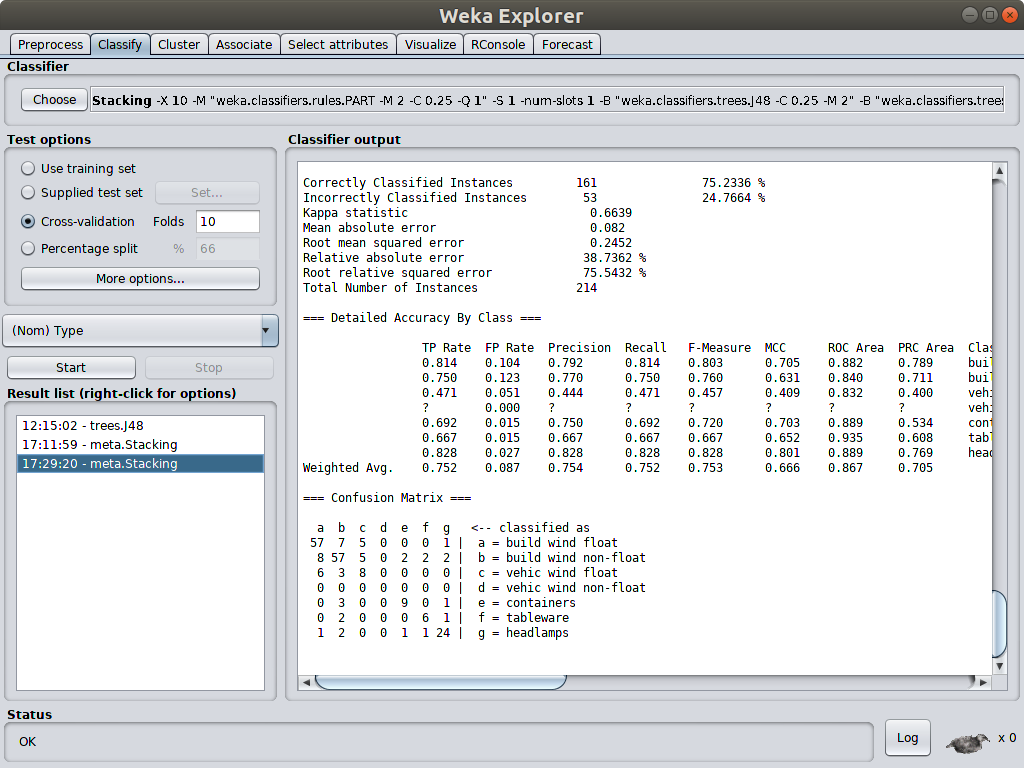 Weka Explorer
Preprocess Classify Cluster Associate Select attributes Visualize RConsole Forecast
Classifier
Choose Stacking -X 10 -M "weka.classifiers.rules.PART -M 2 -C 0.25 -Q 1" -S 1 -num-slots 1 -B "weka.classifiers.trees.J48 -C 0.25 -M 2" -B "weka.classifiers.trees
Test options
Use training set
Supplied test set Set...
Cross-validation Folds 10
Percentage split % 66
More options...
(Nom) Type
Start Stop
Result list (right-click for options)
12:15:02 - trees.J48
17:11:59 - meta.Stacking
17:29:20 - meta.Stacking
Classifier output
Correctly Classified Instances 161 75.2336 %
Incorrectly Classified Instances 53 24.7664 %
Kappa statistic 0.6639
Mean absolute error 0.082
Root mean squared error 0.2452
Relative absolute error 38.7362 %
Root relative squared error 75.5432 %
Total Number of Instances 214
=== Detailed Accuracy By Class ===
TP Rate FP Rate Precision Recall F-Measure MCC ROC Area PRC Area Clas
0.814 0.104 0.792 0.814 0.803 0.705 0.882 0.789 buil
0.750 0.123 0.770 0.750 0.760 0.631 0.840 0.711 buil
0.471 0.051 0.444 0.471 0.457 0.409 0.832 0.400 vehi
? 0.000 ? ? ? ? ? ? vehi
0.692 0.015 0.750 0.692 0.720 0.703 0.889 0.534 cont
0.667 0.015 0.667 0.667 0.667 0.652 0.935 0.608 tabl
0.828 0.027 0.828 0.828 0.828 0.801 0.889 0.769 head
Weighted Avg. 0.752 0.087 0.754 0.752 0.753 0.666 0.867 0.705
=== Confusion Matrix ===
a b c d e f g <-- classified as
57 7 5 0 0 0 1 | a = build wind float
8 57 5 0 2 2 2 | b = build wind non-float
6 3 8 0 0 0 0 | c = vehic wind float
0 0 0 0 0 0 0 | d = vehic wind non-float
0 3 0 0 9 0 1 | e = containers
0 2 0 0 0 6 1 | f = tableware
1 2 0 0 1 1 24 | g = headlamps
Status
OK
Log
x 0